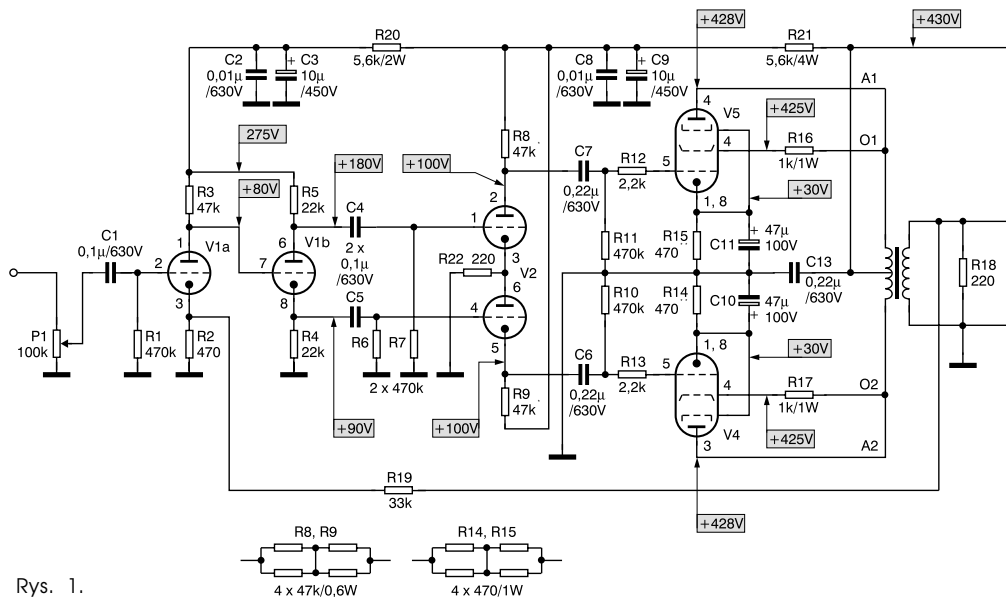 +428V
+430V
R20
5,6k/2W
R21
5,6k/4W
C2
0,01µ
/630V
+
C3
10µ
/450V
C8
0,01µ
/630V
+
C9
10µ
/450V
A1
4
V5
+425V
275V
R8
47k
4
R16
1k/1W
O1
+180V
+100V
C7
0,22µ
/630V
R12
2,2k
5
+80V
R3
47k
R5
22k
C4
2 x
0,1µ
/630V
2
1
3
1, 8
+30V
C1
0,1µ/630V
1
V1a
2
3
6
V1b
7
8
R22 220
V2
R11
470k
R15
470
C11
+
47µ
100V
C13
0,22µ
/630V
R18
220
P1
100k
R1
470k
R2
470
R4
22k
C5
R6
R7
2 x 470k
6
4
5
R10
470k
R14
470
C10
47µ
100V
+
+100V
C6
0,22µ
/630V
R13
2,2k
1, 8
5
+30V
4
R17
1k/1W
O2
R9
47k
+90V
+100V
V4
3
+425V
A2
R19
33k
+428V
R8, R9
4 x 47k/0,6W
R14, R15
4 x 470/1W
Rys. 1.